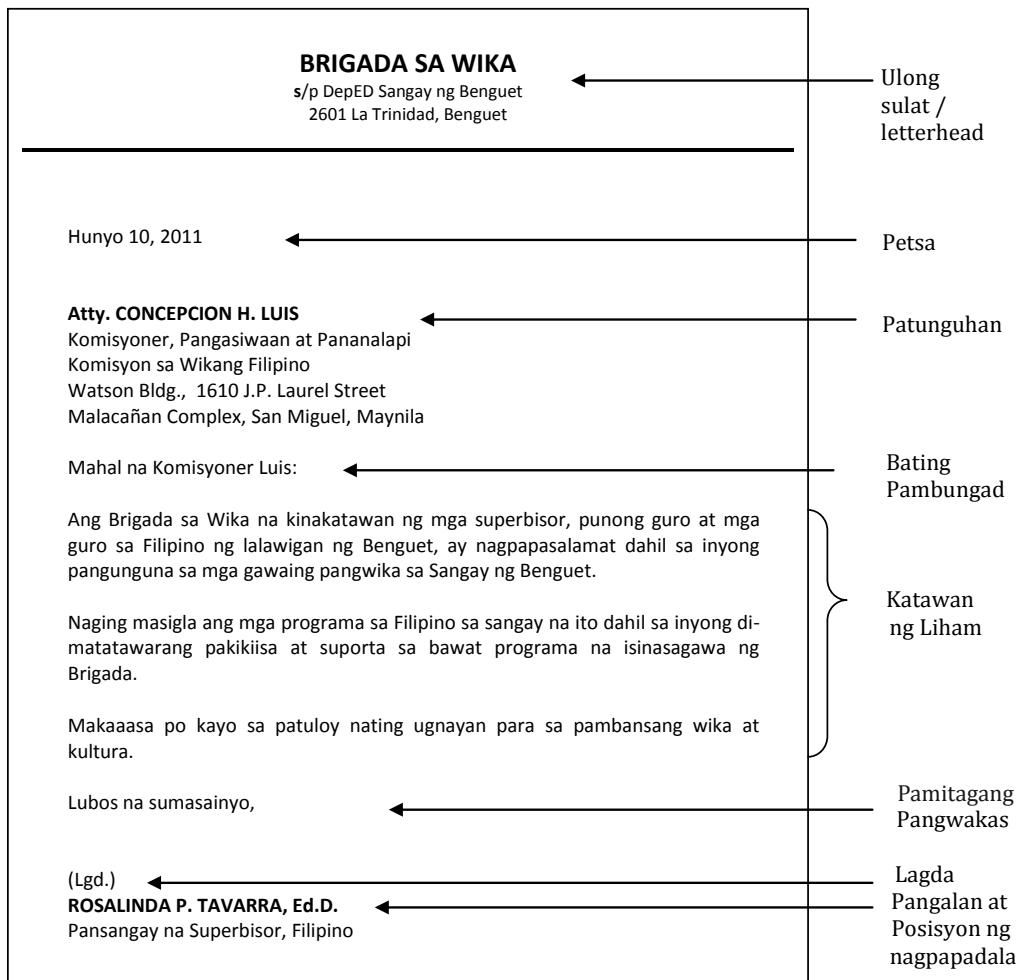 BRIGADA SA WIKA
s/p DepED Sangay ng Benguet
2601 La Trinidad, Benguet
Ulong
sulat /
letterhead
Hunyo 10, 2011
Petsa
Atty. CONCEPCION H. LUIS
Komisyoner, Pangasiwaan at Pananalapi
Komisyon sa Wikang Filipino
Watson Bldg., 1610 J.P. Laurel Street
Malacañan Complex, San Miguel, Maynila
Patunguhan
Mahal na Komisyoner Luis:
Bating
Pambungad
Ang Brigada sa Wika na kinakatawan ng mga superbisor, punong guro at mga
guro sa Filipino ng lalawigan ng Benguet, ay nagpapasalamat dahil sa inyong
pangunguna sa mga gawaing pangwika sa Sangay ng Benguet.
Naging masigla ang mga programa sa Filipino sa sangay na ito dahil sa inyong di-
matatawarang pakikiisa at suporta sa bawat programa na isinasagawa ng
Brigada.
Makaaasa po kayo sa patuloy nating ugnayan para sa pambansang wika at
kultura.
Katawan
ng Liham
Lubos na sumasainyo,
Pamitagang
Pangwakas
(Lgd.)
ROSALINDA P. TAVARRA, Ed.D.
Pansangay na Superbisor, Filipino
Lagda
Pangalan at
Posisyon ng
nagpapadala